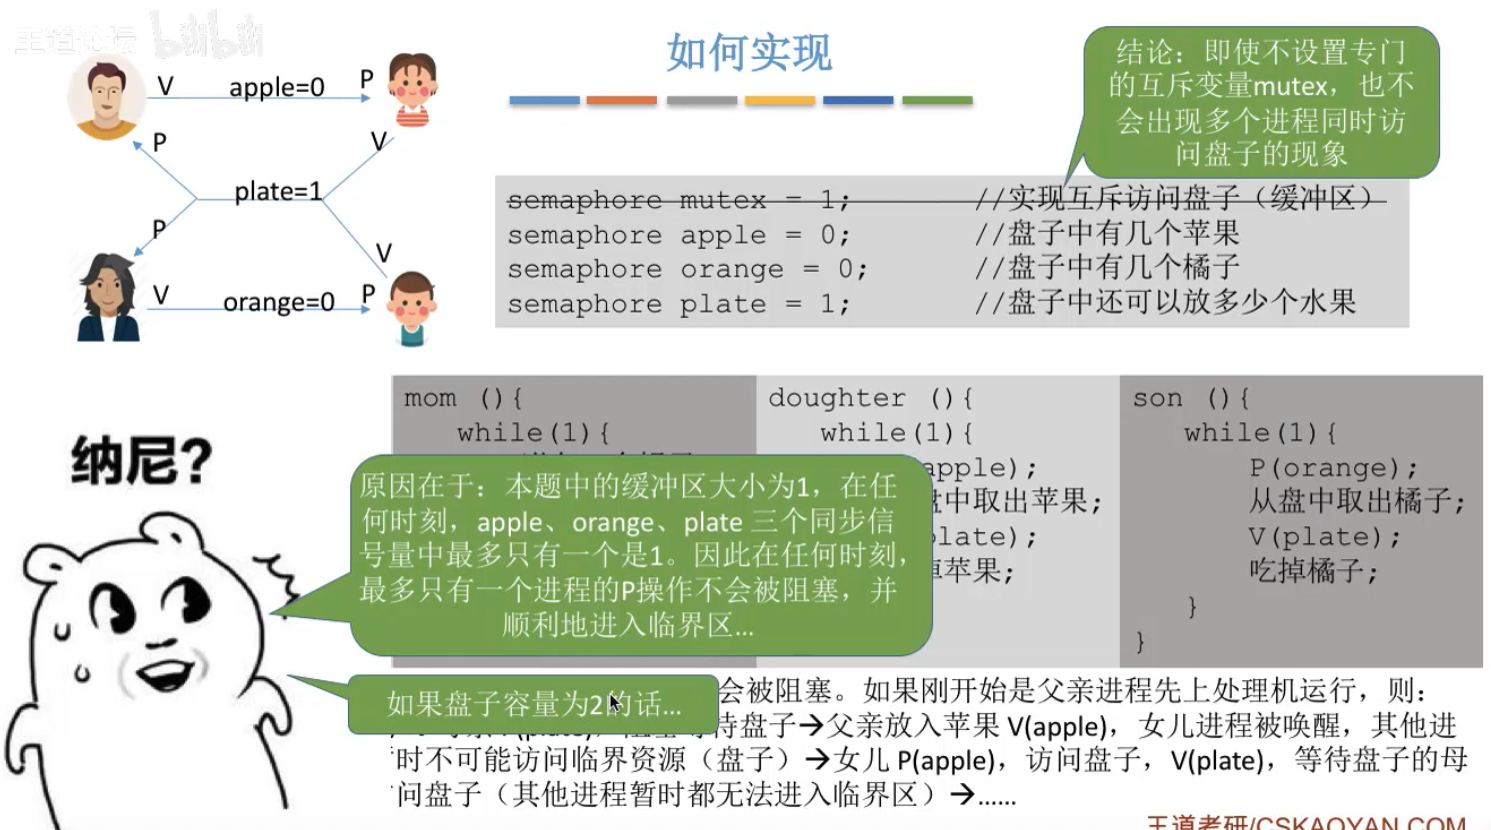 王道论坛 bilibili
如何实现
结论：即使不设置专门
的互斥变量mutex，也不
会出现多个进程同时访
问盘子的现象
V apple=0 P
P
V
plate=1
P
V
V orange=0 P
semaphore mutex = 1; //实现互斥访问盘子（缓冲区）
semaphore apple = 0; //盘子中有几个苹果
semaphore orange = 0; //盘子中有几个橘子
semaphore plate = 1; //盘子中还可以放多少个水果
mom (){
while(1){
doughter (){
while(1){
apple);
盘中取出苹果;
plate);
苹果;
son (){
while(1){
P(orange);
从盘中取出橘子;
V(plate);
吃掉橘子;
}
}
纳尼?
原因在于：本题中的缓冲区大小为1，在任
何时刻，apple、orange、plate 三个同步信
号量中最多只有一个是1。因此在任何时刻，
最多只有一个进程的P操作不会被阻塞，并
顺利地进入临界区...
如果盘子容量为2的话...
会被阻塞。如果刚开始是父亲进程先上处理机运行，则：
待盘子→父亲放入苹果 V(apple)，女儿进程被唤醒，其他进
时不可能访问临界资源（盘子）→女儿 P(apple)，访问盘子，V(plate)，等待盘子的母
问盘子（其他进程暂时都无法进入临界区）→......
王道考研/CSKAOYAN.COM